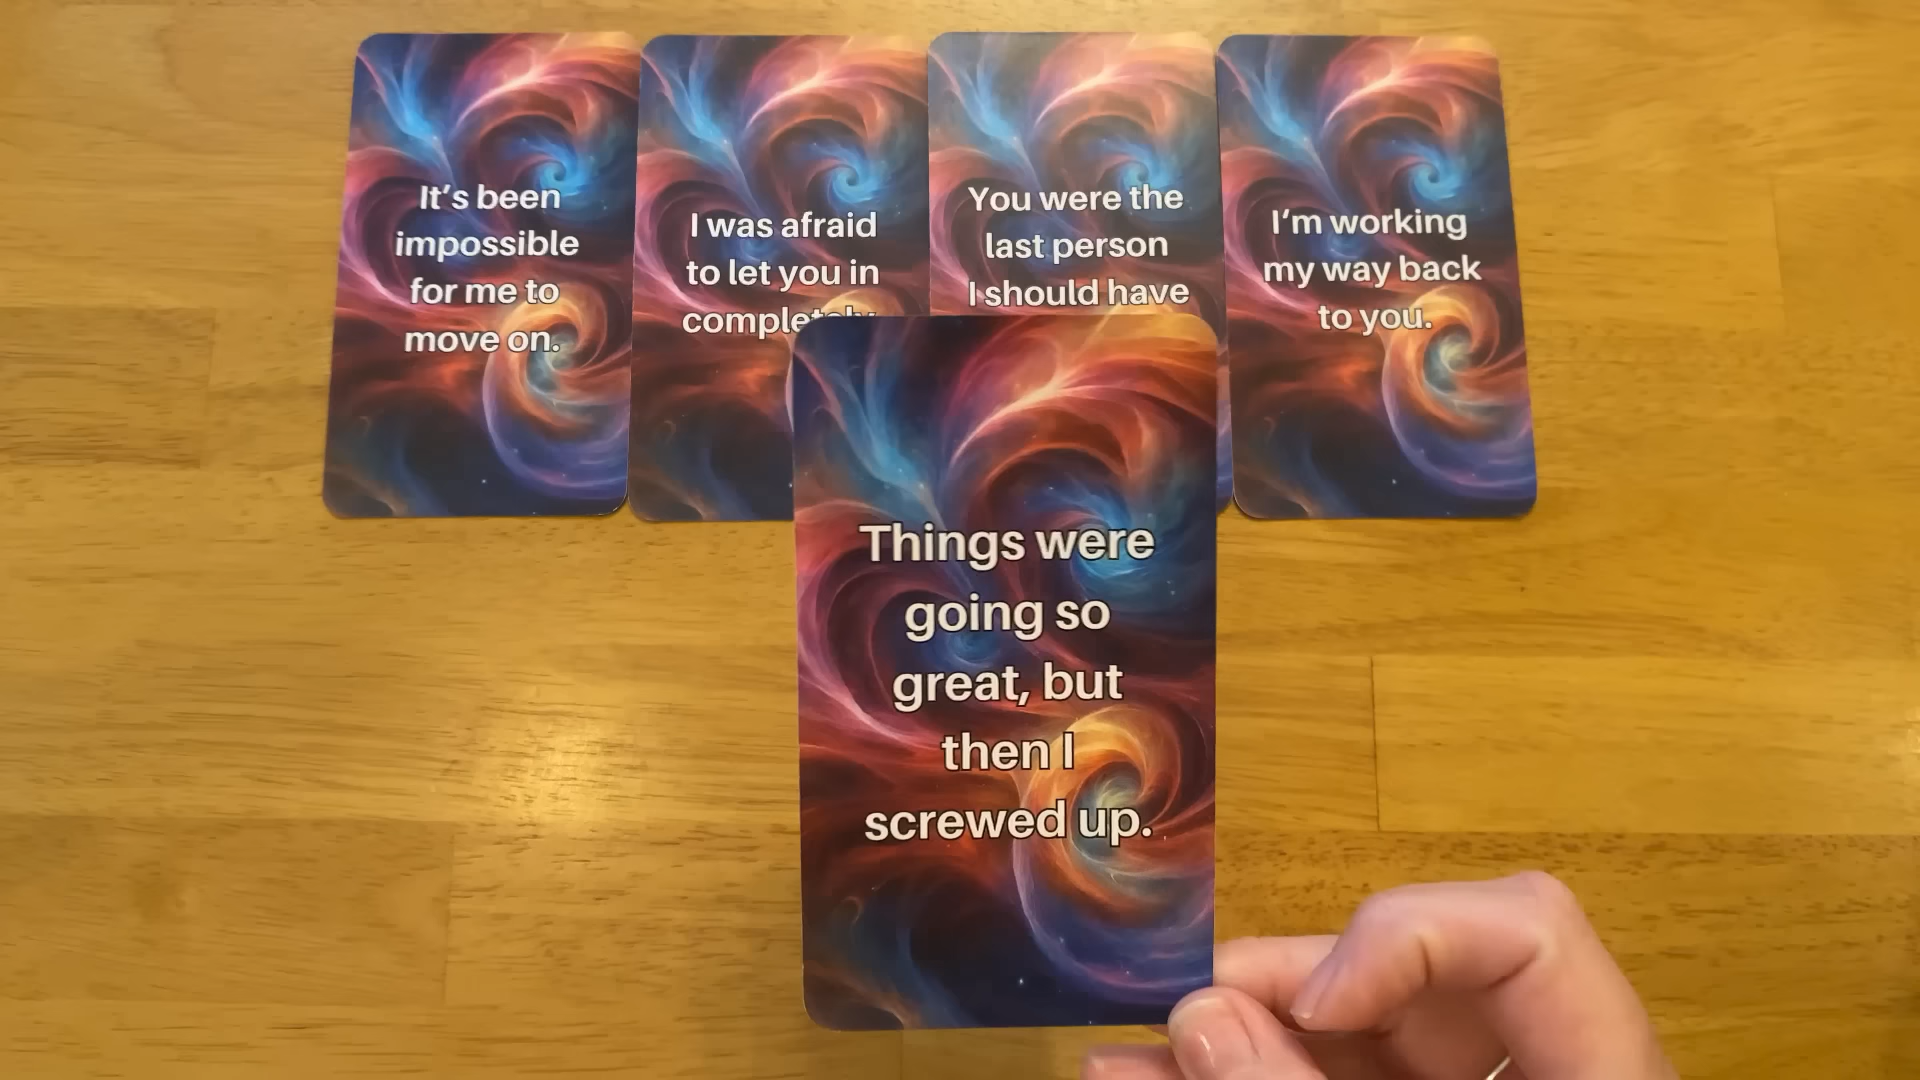 It's been
impossible
for me to
move on.
I was afraid
to let you in
You were the
last person
I should have
I'm working
my way back
to you.
Things were
going so
great, but
then I
screwed up.